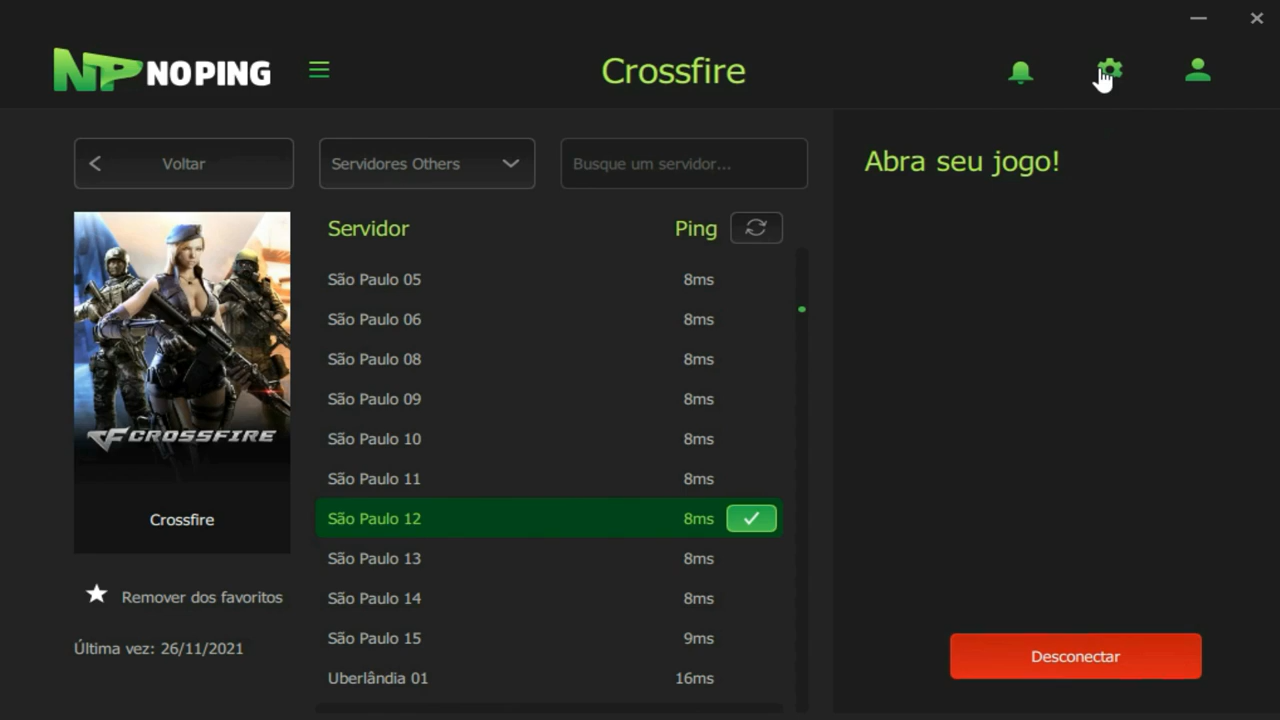 NP NOPING
Crossfire
Voltar
Servidores Others
Busque um servidor...
Abra seu jogo!
Servidor Ping
São Paulo 05 8ms
São Paulo 06 8ms
São Paulo 08 8ms
São Paulo 09 8ms
São Paulo 10 8ms
São Paulo 11 8ms
São Paulo 12 8ms
São Paulo 13 8ms
São Paulo 14 8ms
São Paulo 15 9ms
Uberlândia 01 16ms
CF CROSSFIRE
Crossfire
Remover dos favoritos
Última vez: 26/11/2021
Desconectar